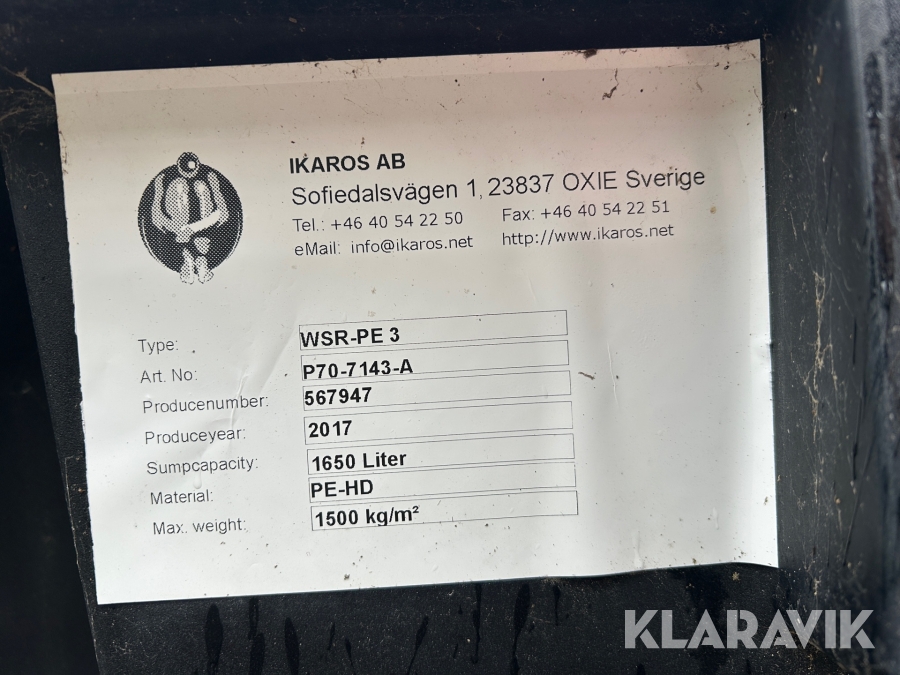 IKAROS AB
Sofiedalsvägen 1, 23837 OXIE Sverige
Tel.: +46 40 54 22 50 Fax: +46 40 54 22 51
eMail: info@ikaros.net http://www.ikaros.net
Type: WSR-PE 3
Art. No: P70-7143-A
Producenumber: 567947
Produceyear: 2017
Sumpcapacity: 1650 Liter
Material: PE-HD
Max. weight: 1500 kg/m²
KLARAVIK